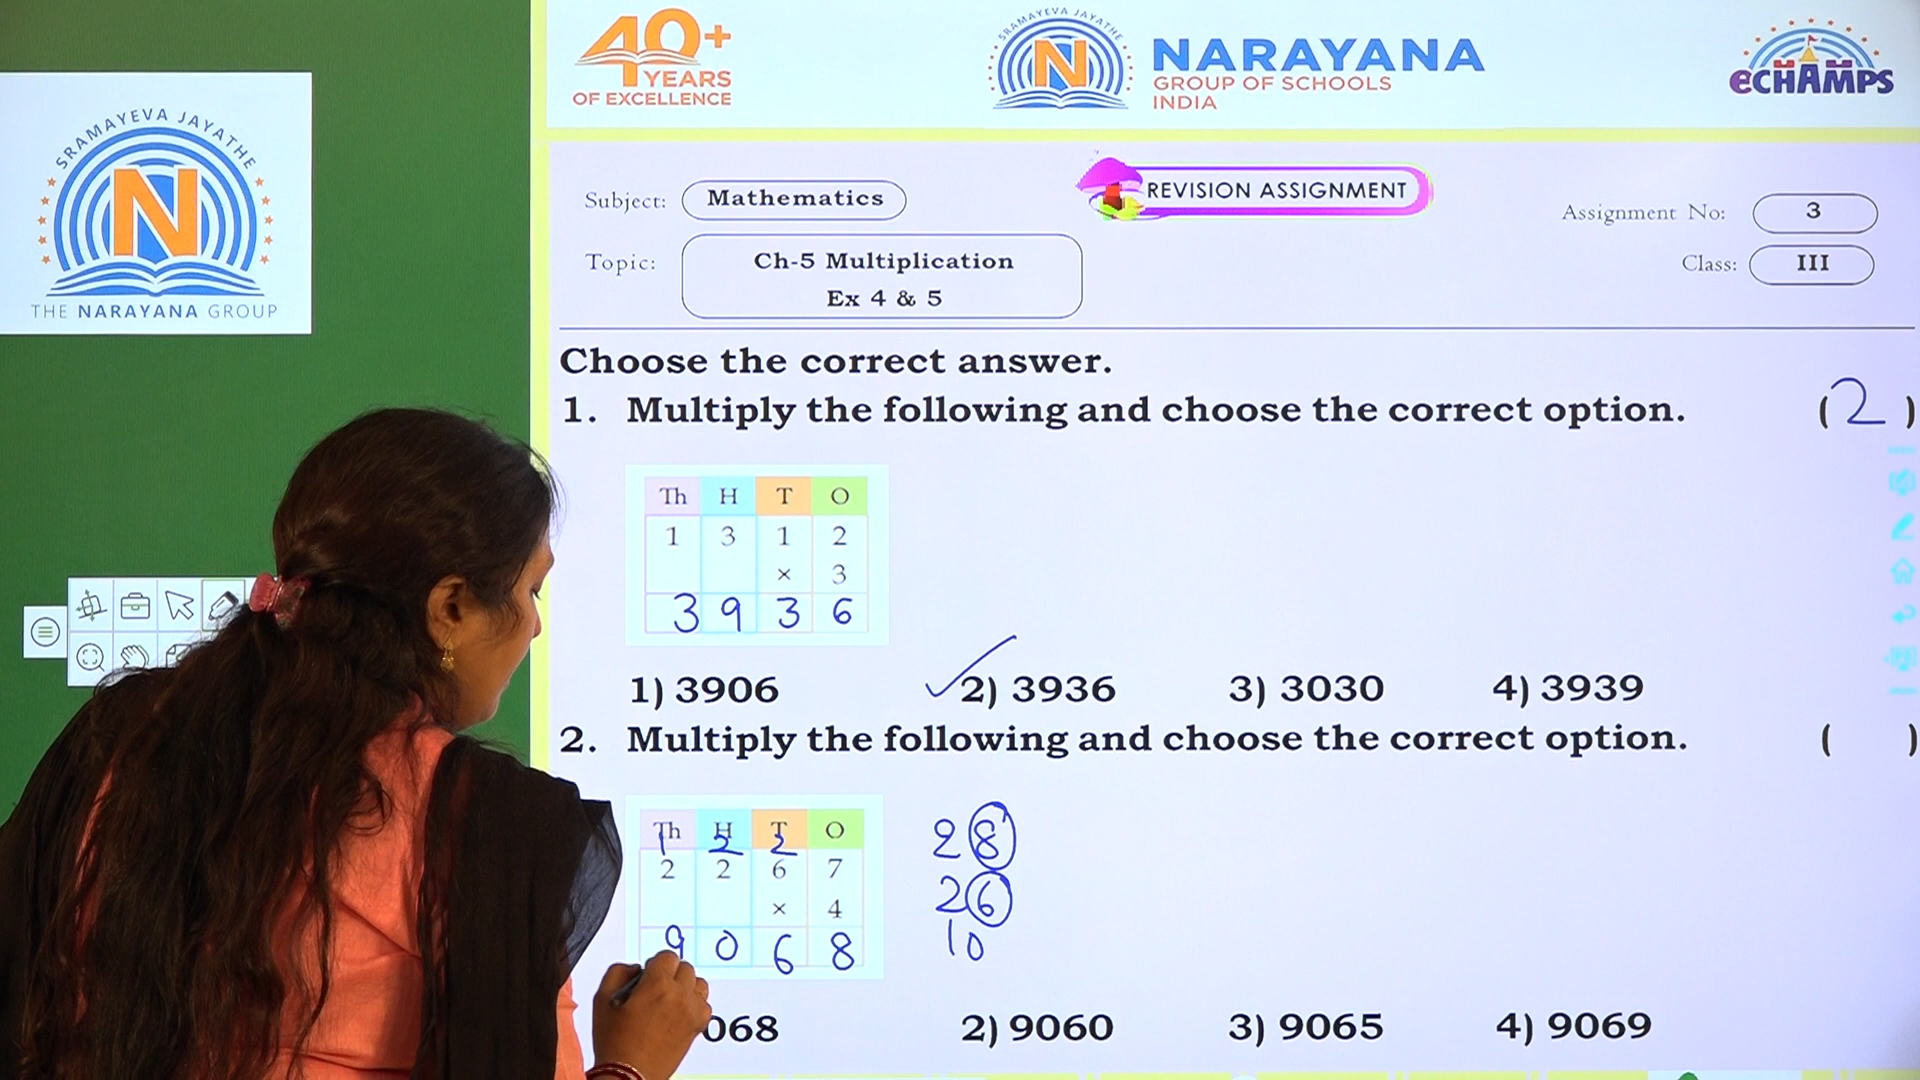 40+
YEARS
OF EXCELLENCE
SRAMAYEVA JAYATHE
N
NARAYANA
GROUP OF SCHOOLS
INDIA
eCHAMPS
SRAMAYEVA JAYATHE
N
THE NARAYANA GROUP
Subject: Mathematics
REVISION ASSIGNMENT
Assignment No: 3
Topic: Ch-5 Multiplication
Ex 4 & 5
Class: III
Choose the correct answer.
1. Multiply the following and choose the correct option. (2)
Th H T O
1 3 1 2
× 3
3 9 3 6
1) 3906 2) 3936 3) 3030 4) 3939
2. Multiply the following and choose the correct option. ( )
Th H T O
1 2 2
2 2 6 7
× 4
9 0 6 8
28
26
10
068 2) 9060 3) 9065 4) 9069